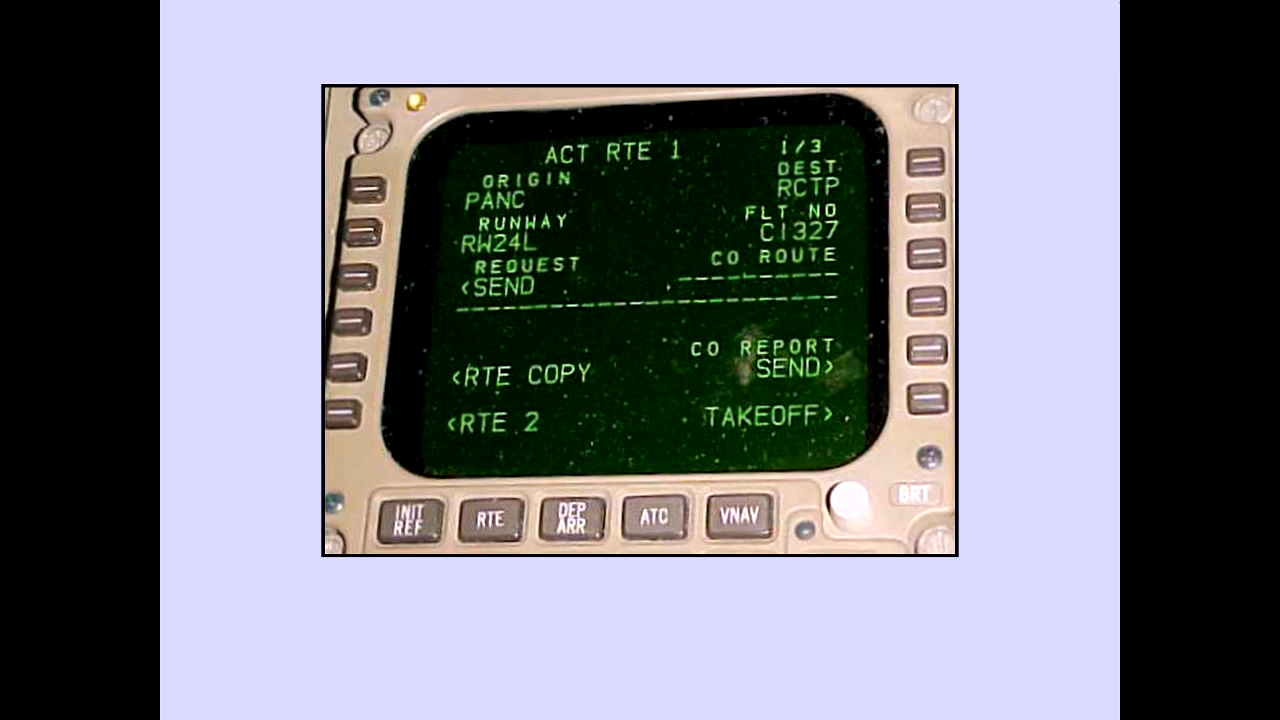 ACT RTE 1 1/3
ORIGIN DEST
PANC RCTP
RUNWAY FLT NO
RW24L CI327
REQUEST CO ROUTE
<SEND ----------
------------------------
CO REPORT
<RTE COPY SEND>
<RTE 2 TAKEOFF>
BRT
INIT REF RTE DEP ARR ATC VNAV